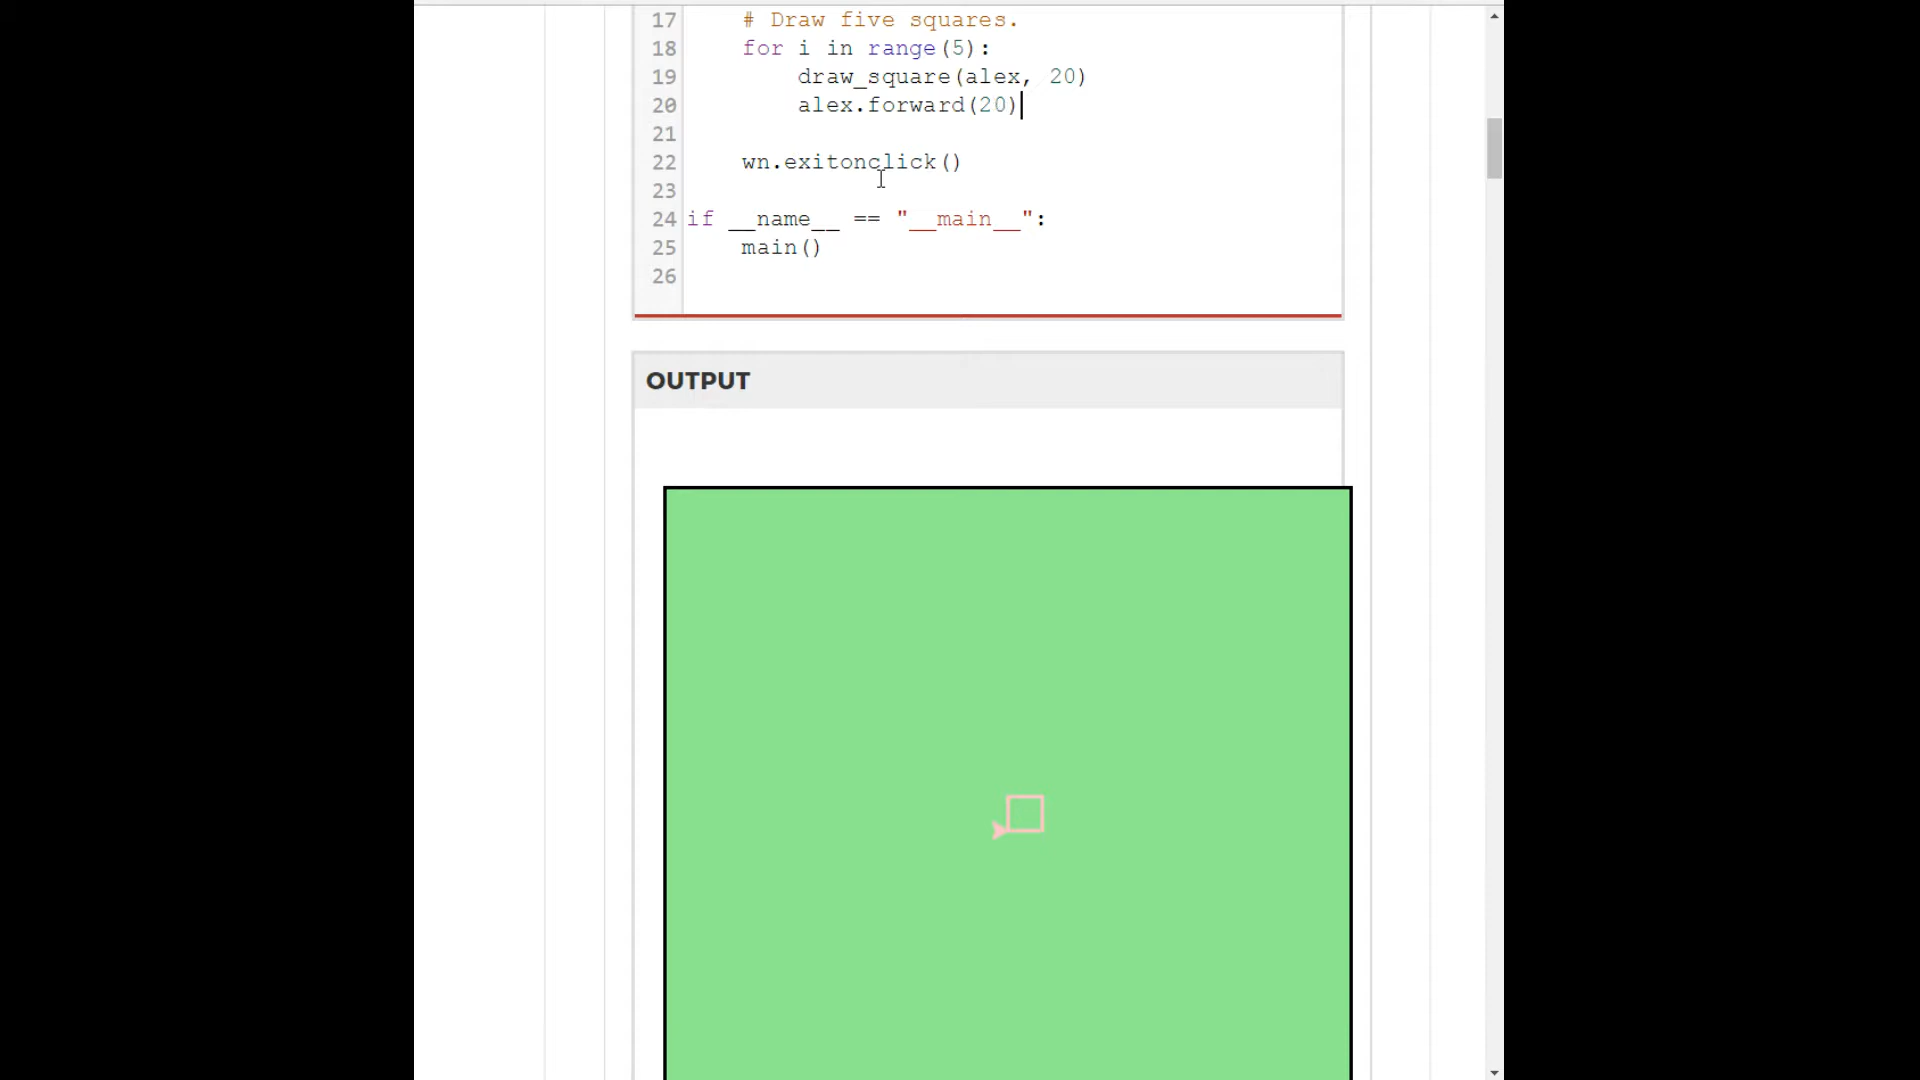 17 # Draw five squares.
18 for i in range(5):
19 draw_square(alex, 20)
20 alex.forward(20)
21
22 wn.exitonclick()
23
24 if __name__ == "__main__":
25 main()
26
OUTPUT